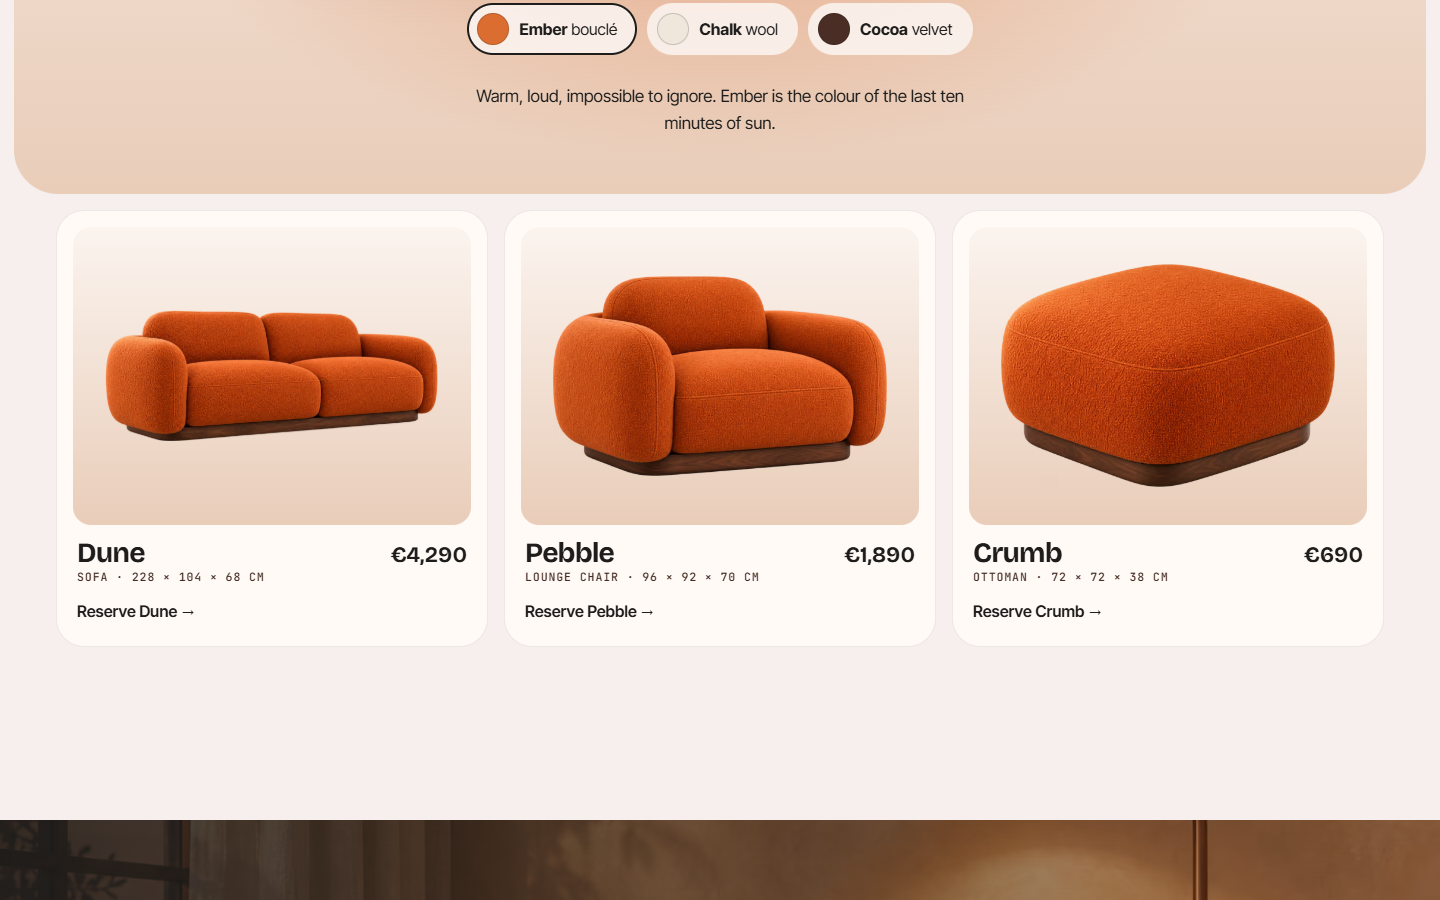 Ember bouclé
Chalk wool
Cocoa velvet
Warm, loud, impossible to ignore. Ember is the colour of the last ten
minutes of sun.
Dune
€4,290
SOFA · 228 × 104 × 68 CM
Reserve Dune →
Pebble
€1,890
LOUNGE CHAIR · 96 × 92 × 70 CM
Reserve Pebble →
Crumb
€690
OTTOMAN · 72 × 72 × 38 CM
Reserve Crumb →